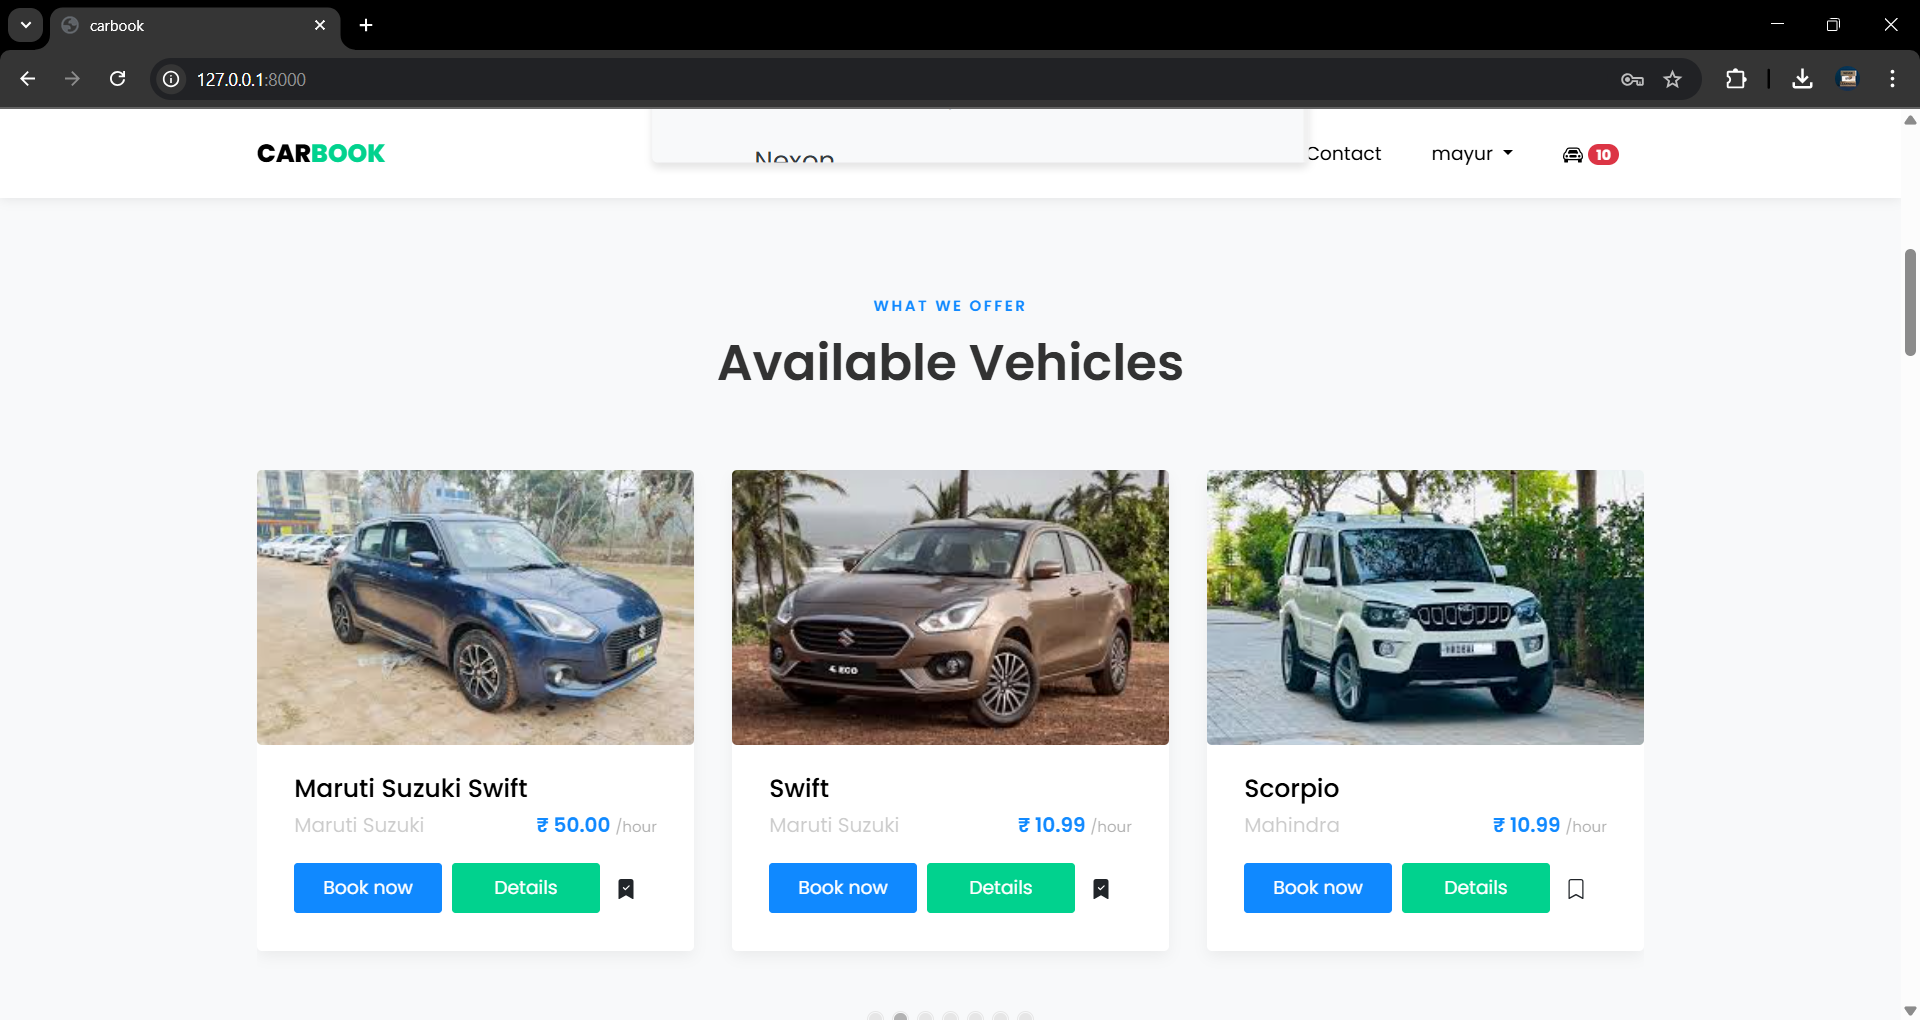 carbook
127.0.0.1:8000
CARBOOK
Nexon
Contact
mayur
10
WHAT WE OFFER
Available Vehicles
Maruti Suzuki Swift
Maruti Suzuki
₹ 50.00 /hour
Book now
Details
Swift
Maruti Suzuki
₹ 10.99 /hour
Book now
Details
Scorpio
Mahindra
₹ 10.99 /hour
Book now
Details